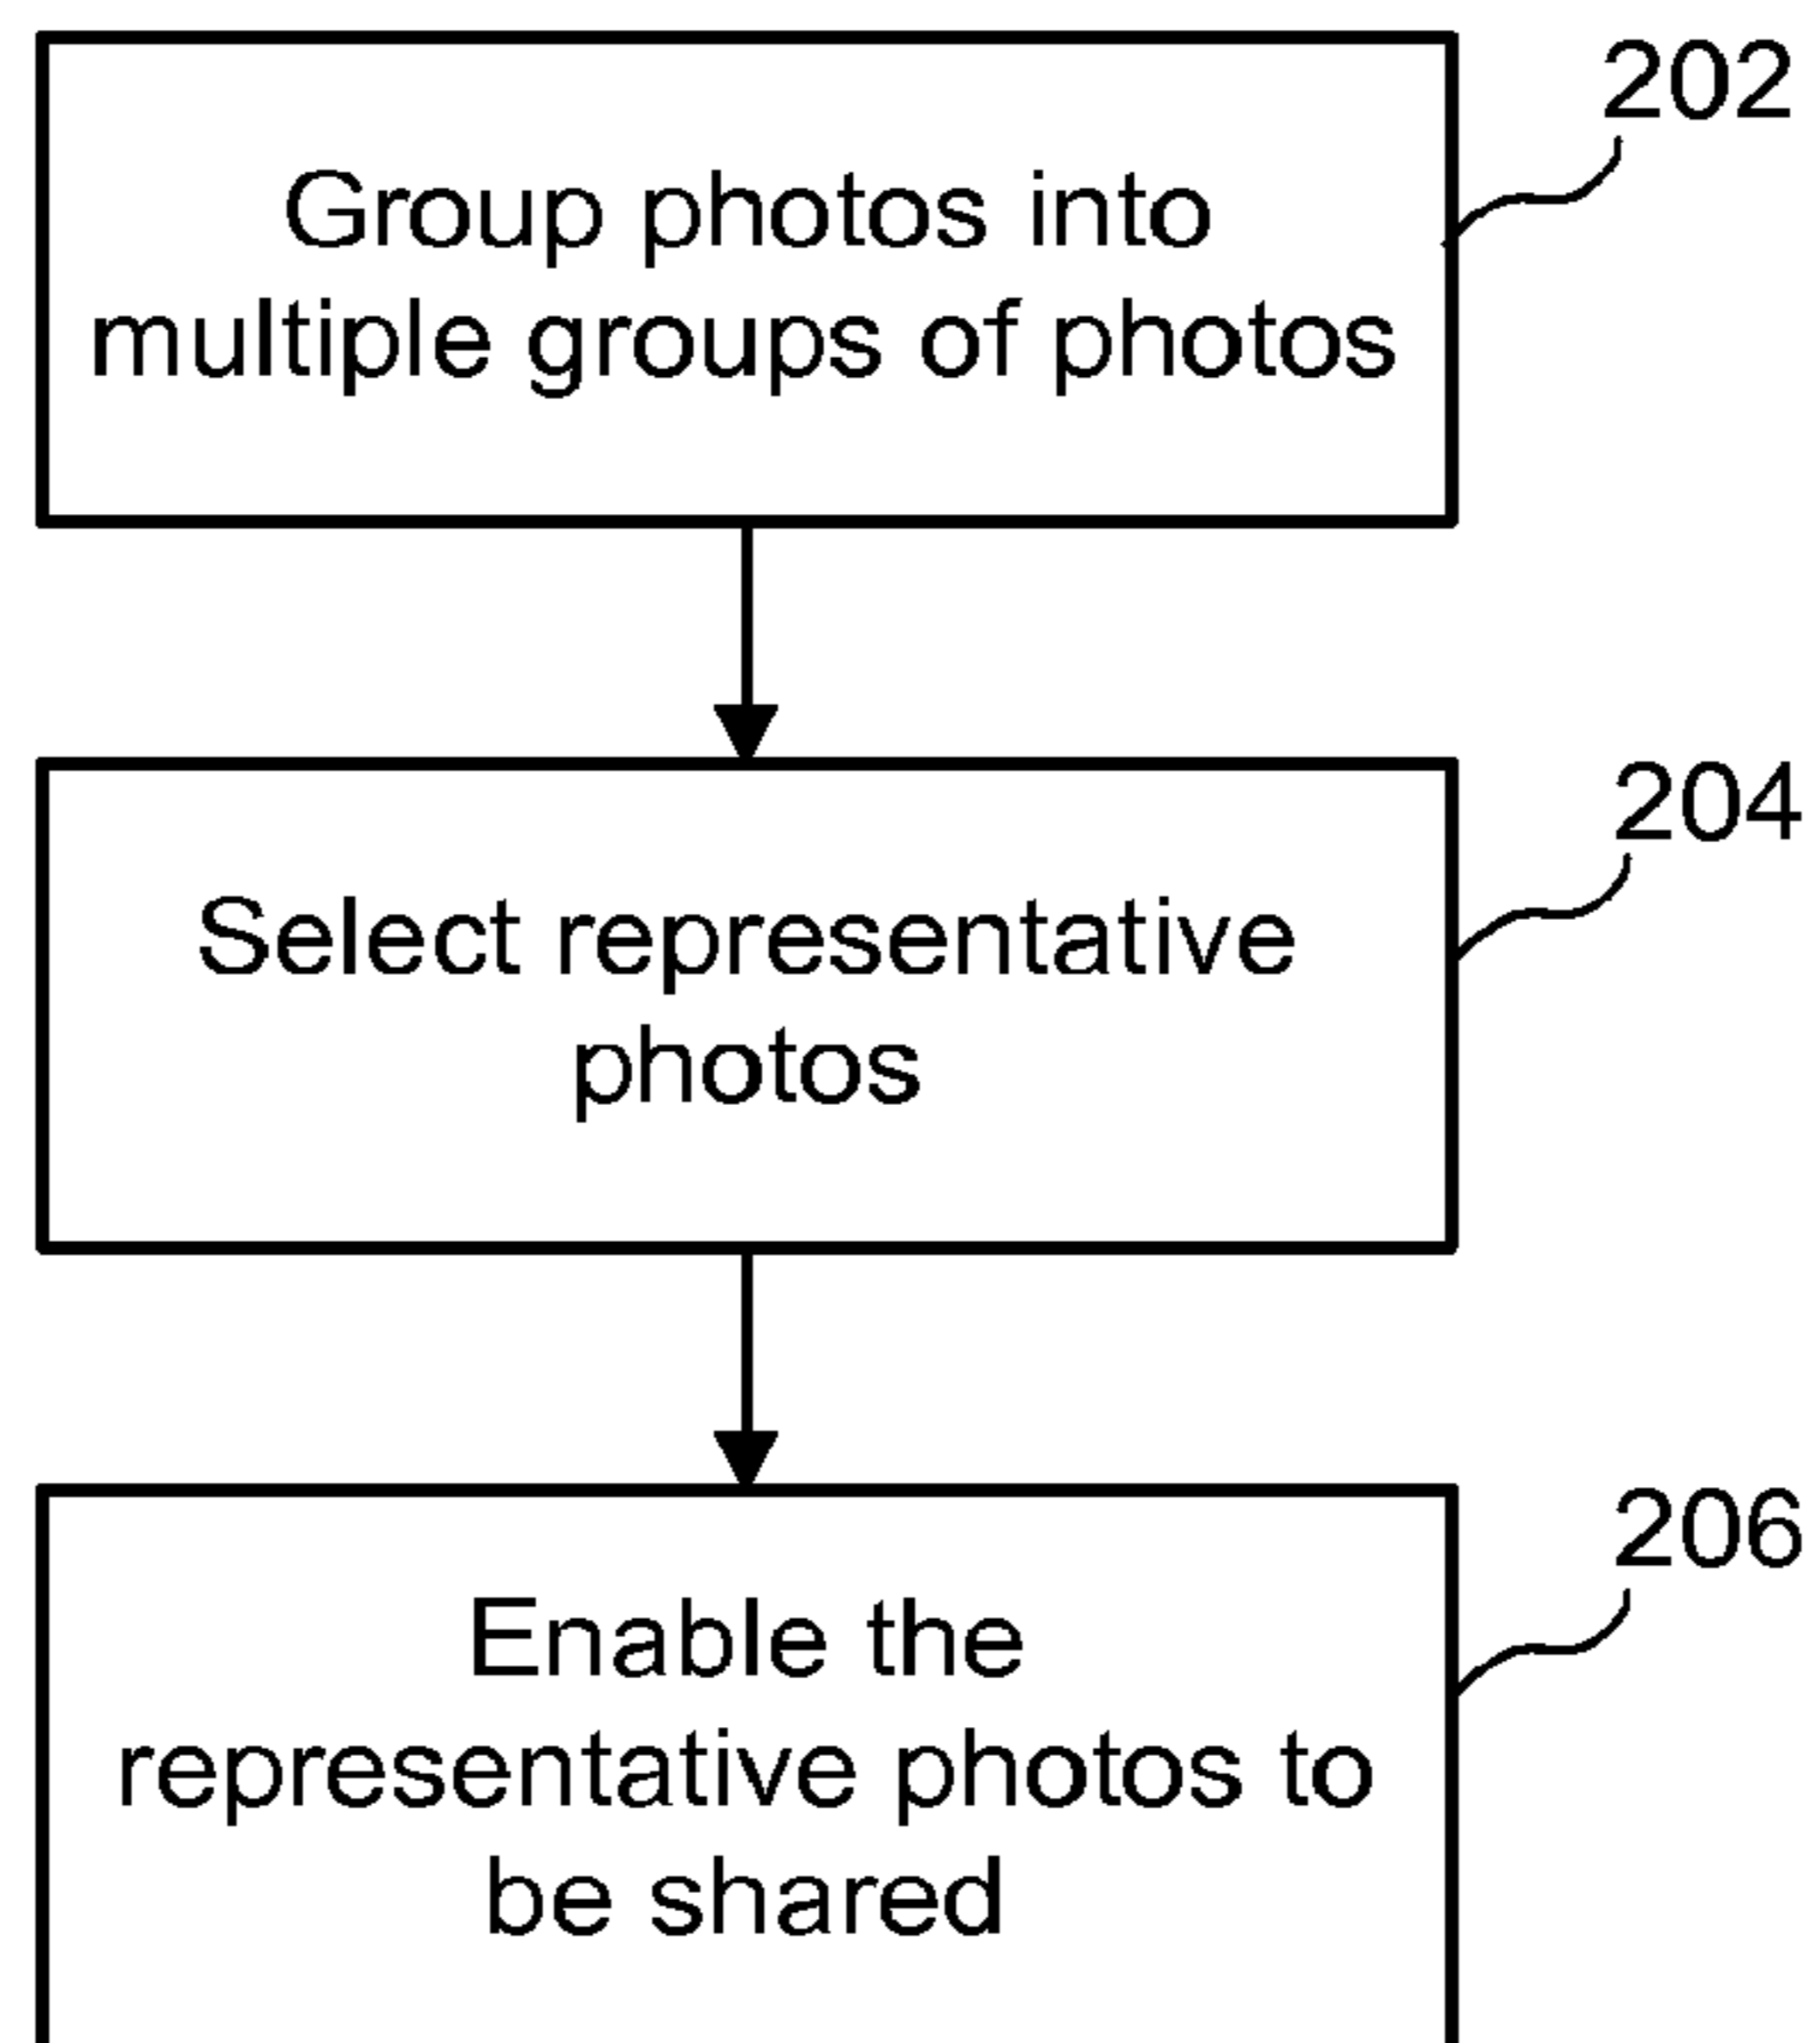 202
Group photos into
multiple groups of photos
204
Select representative
photos
206
Enable the
representative photos to
be shared